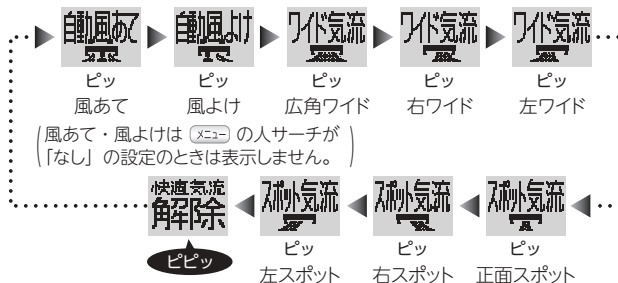 自動風あて 自動風よけ ワイド気流 ワイド気流 ワイド気流
ピッ ピッ ピッ ピッ ピッ
風あて 風よけ 広角ワイド 右ワイド 左ワイド
風あて・風よけは メニュー の人サーチが
「なし」の設定のときは表示しません。
快適気流 スポット気流 スポット気流 スポット気流
解除
ピピッ ピッ ピッ ピッ
左スポット 右スポット 正面スポット